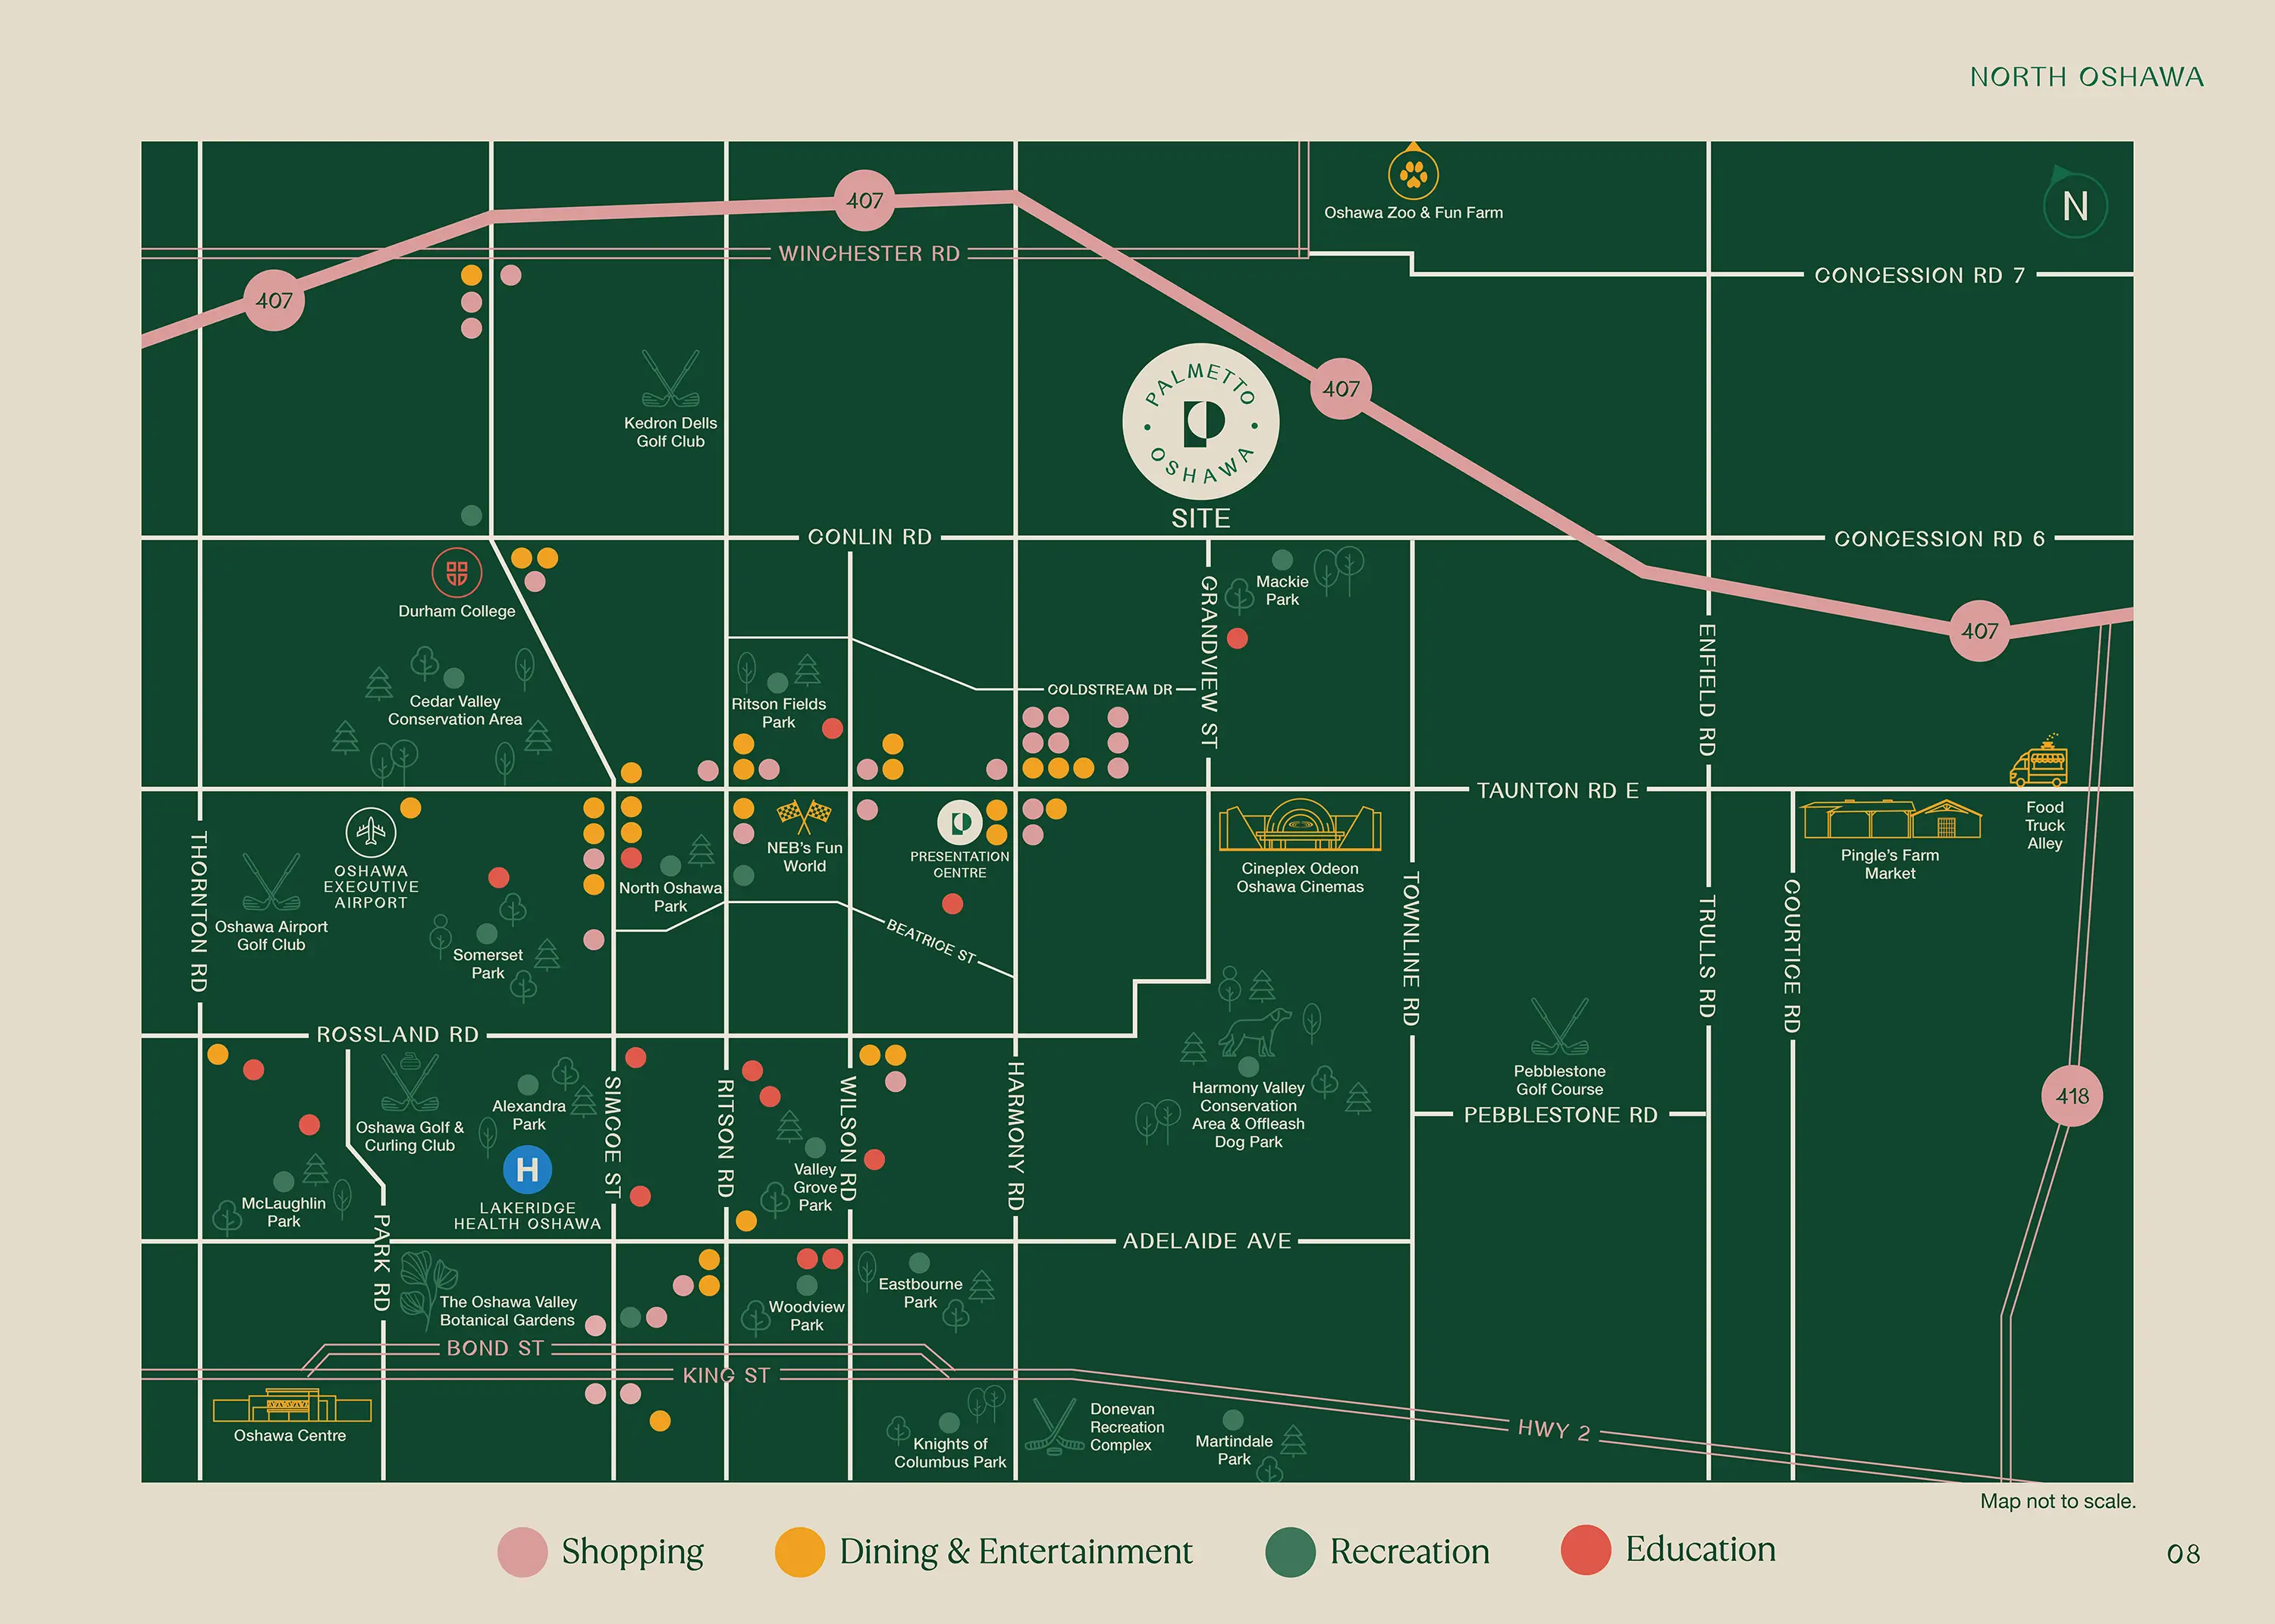 NORTH OSHAWA
407
Oshawa Zoo & Fun Farm
N
WINCHESTER RD
CONCESSION RD 7
407
407
PALMETTO
OSHAWA
SITE
Kedron Dells
Golf Club
CONLIN RD
CONCESSION RD 6
Durham College
Mackie
Park
GRANDVIEW ST
407
ENFIELD RD
Cedar Valley
Conservation Area
Ritson Fields
Park
COLDSTREAM DR
TAUNTON RD E
THORNTON RD
OSHAWA
EXECUTIVE
AIRPORT
Oshawa Airport
Golf Club
Somerset
Park
North Oshawa
Park
NEB's Fun
World
PRESENTATION
CENTRE
BEATRICE ST
Cineplex Odeon
Oshawa Cinemas
TOWNLINE RD
TRULLS RD
COURTICE RD
Pingle's Farm
Market
Food
Truck
Alley
ROSSLAND RD
Oshawa Golf &
Curling Club
Alexandra
Park
H
LAKERIDGE
HEALTH OSHAWA
McLaughlin
Park
PARK RD
SIMCOE ST
RITSON RD
Valley
Grove
Park
WILSON RD
HARMONY RD
Harmony Valley
Conservation
Area & Offleash
Dog Park
Pebblestone
Golf Course
PEBBLESTONE RD
418
ADELAIDE AVE
The Oshawa Valley
Botanical Gardens
Woodview
Park
Eastbourne
Park
BOND ST
KING ST
HWY 2
Oshawa Centre
Knights of
Columbus Park
Donevan
Recreation
Complex
Martindale
Park
Map not to scale.
Shopping
Dining & Entertainment
Recreation
Education
08